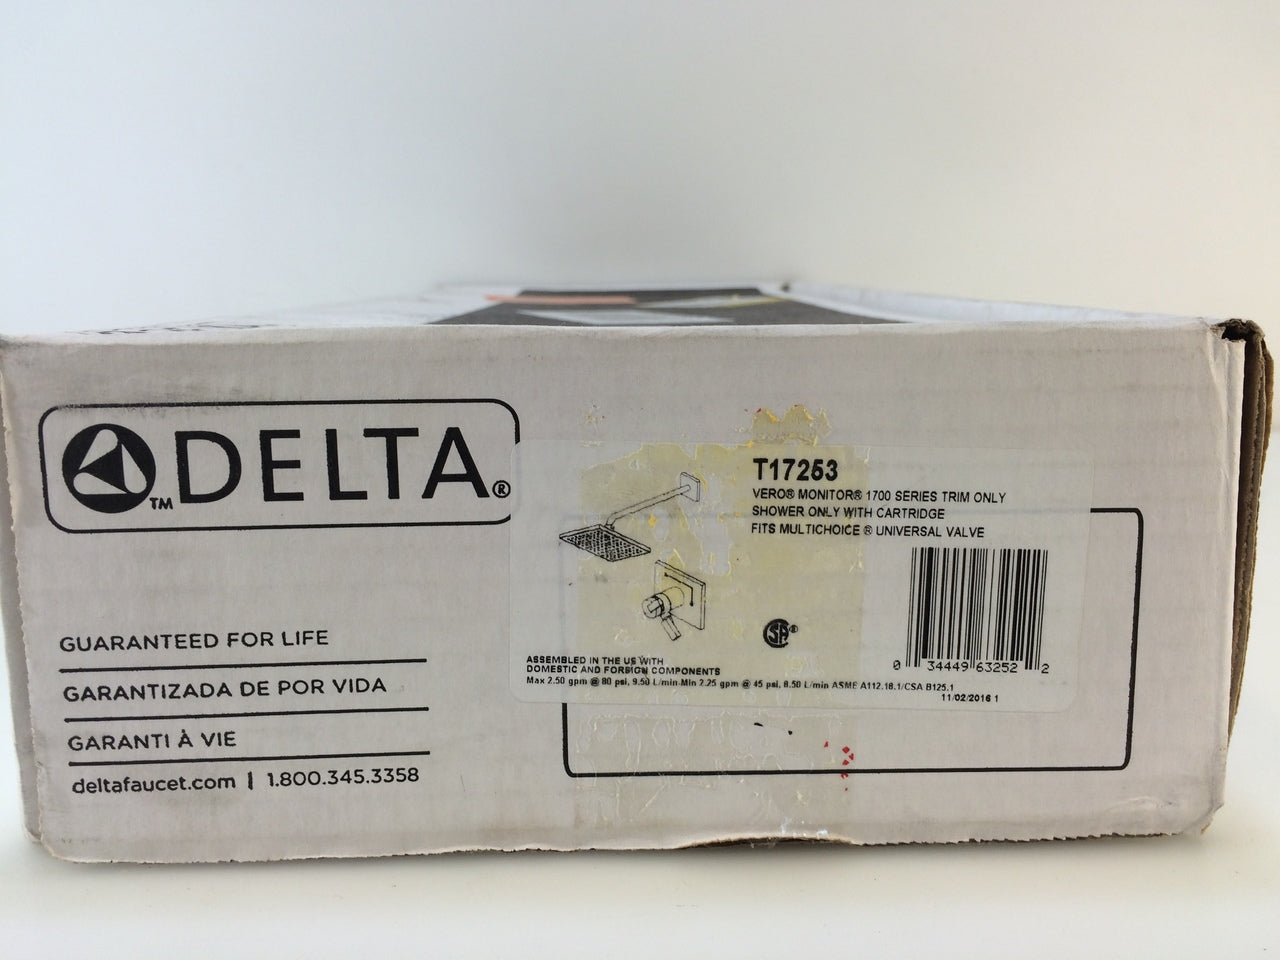 DELTA®
TM
GUARANTEED FOR LIFE
GARANTIZADA DE POR VIDA
GARANTI À VIE
deltafaucet.com | 1.800.345.3358
T17253
VERO® MONITOR® 1700 SERIES TRIM ONLY
SHOWER ONLY WITH CARTRIDGE
FITS MULTICHOICE ® UNIVERSAL VALVE
SA®
0 34449 63252 2
ASSEMBLED IN THE US WITH
DOMESTIC AND FOREIGN COMPONENTS
Max 2.50 gpm @ 80 psi, 9.50 L/min Min 2.25 gpm @ 45 psi, 8.50 L/min ASME A112.18.1/CSA B125.1
11/02/2016 1